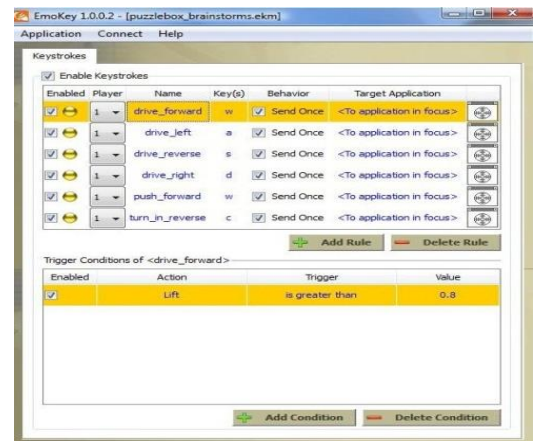 EmoKey 1.0.0.2 - [puzzlebox_brainstorms.ekm]
Application Connect Help
Keystrokes
Enable Keystrokes
Enabled Player Name Key(s) Behavior Target Application
1 drive_forward w Send Once <To application in focus>
1 drive_left a Send Once <To application in focus>
1 drive_reverse s Send Once <To application in focus>
1 drive_right d Send Once <To application in focus>
1 push_forward w Send Once <To application in focus>
1 turn_in_reverse c Send Once <To application in focus>
Add Rule Delete Rule
Trigger Conditions of <drive_forward>
Enabled Action Trigger Value
Lift is greater than 0.8
Add Condition Delete Condition